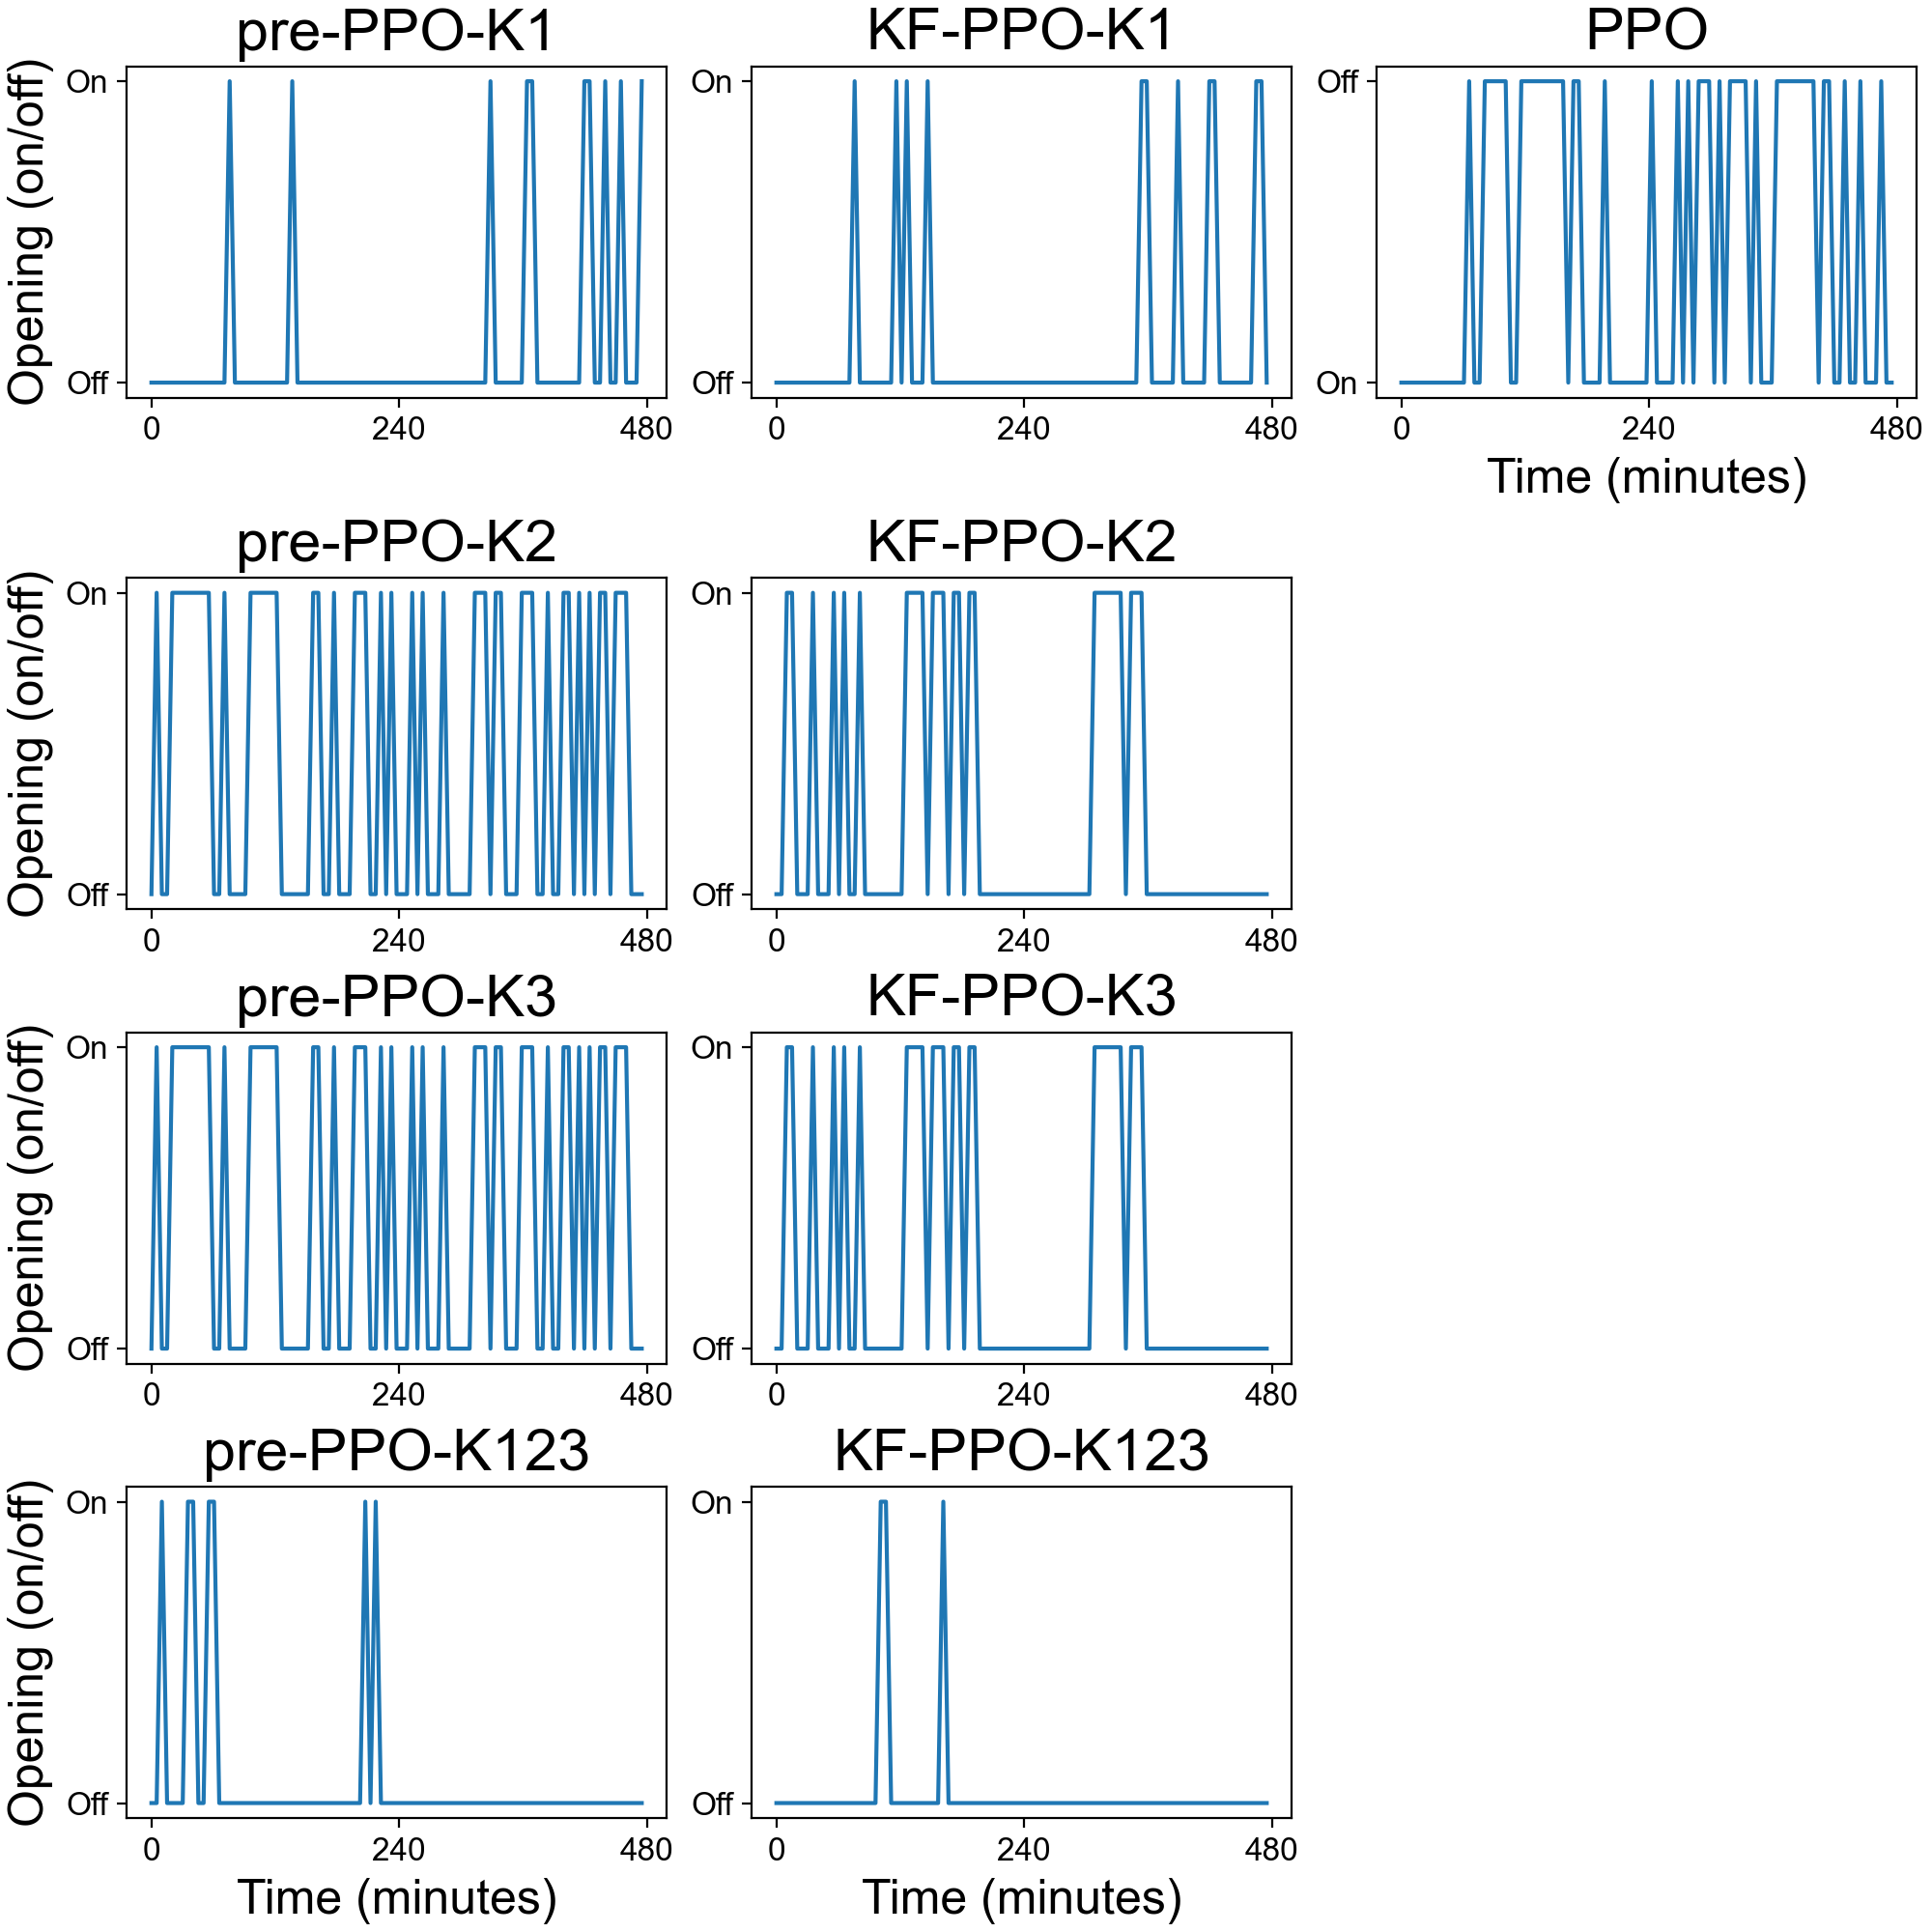 pre-PPO-K1
KF-PPO-K1
PPO
Opening (on/off)
On
Off
0 240 480
On
Off
0 240 480
Off
On
0 240 480
Time (minutes)
pre-PPO-K2
KF-PPO-K2
Opening (on/off)
On
Off
0 240 480
On
Off
0 240 480
pre-PPO-K3
KF-PPO-K3
Opening (on/off)
On
Off
0 240 480
On
Off
0 240 480
pre-PPO-K123
KF-PPO-K123
Opening (on/off)
On
Off
0 240 480
Time (minutes)
On
Off
0 240 480
Time (minutes)